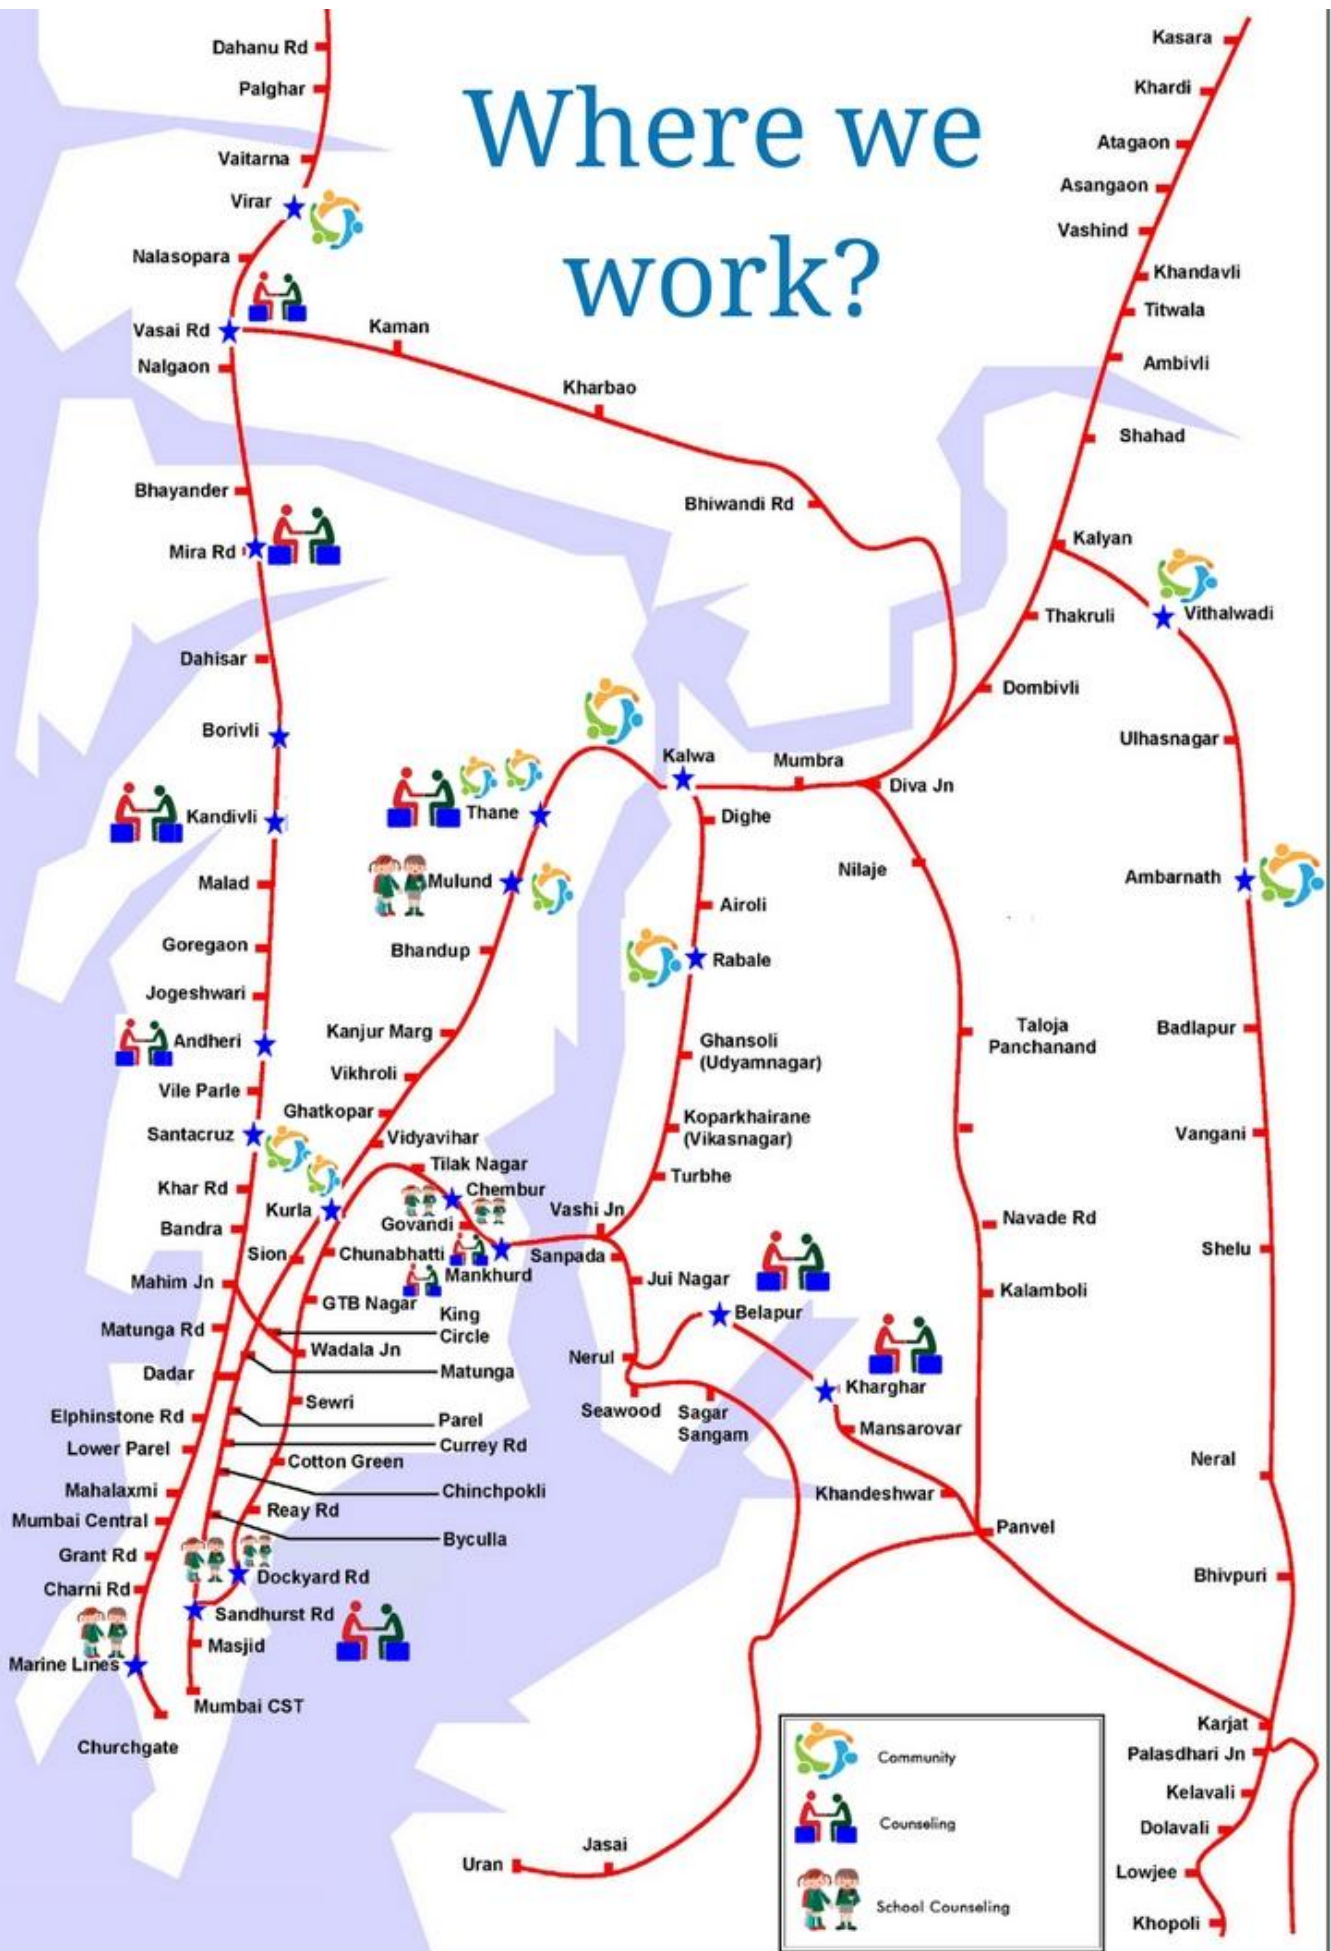 Where we
work?
Dahanu Rd
Palghar
Vaitarna
Virar
Nalasopara
Vasai Rd
Nalgaon
Kaman
Kharbao
Bhiwandi Rd
Bhayander
Mira Rd
Dahisar
Borivli
Kandivli
Malad
Goregaon
Jogeshwari
Andheri
Vile Parle
Santacruz
Khar Rd
Bandra
Mahim Jn
Matunga Rd
Dadar
Elphinstone Rd
Lower Parel
Mahalaxmi
Mumbai Central
Grant Rd
Charni Rd
Marine Lines
Churchgate
Kasara
Khardi
Atagaon
Asangaon
Vashind
Khandavli
Titwala
Ambivli
Shahad
Kalyan
Thakruli
Dombivli
Diva Jn
Mumbra
Kalwa
Thane
Mulund
Bhandup
Kanjur Marg
Vikhroli
Ghatkopar
Vidyavihar
Kurla
Sion
Matunga
Parel
Currey Rd
Chinchpokli
Byculla
Sandhurst Rd
Masjid
Mumbai CST
Tilak Nagar
Chembur
Govandi
Mankhurd
Chunabhatti
GTB Nagar
King
Circle
Wadala Jn
Sewri
Cotton Green
Reay Rd
Dockyard Rd
Dighe
Airoli
Rabale
Ghansoli
(Udyamnagar)
Koparkhairane
(Vikasnagar)
Turbhe
Vashi Jn
Sanpada
Jui Nagar
Nerul
Seawood
Sagar
Sangam
Belapur
Kharghar
Mansarovar
Khandeshwar
Panvel
Nilaje
Taloja
Panchanand
Navade Rd
Kalamboli
Vithalwadi
Ulhasnagar
Ambarnath
Badlapur
Vangani
Shelu
Neral
Bhivpuri
Karjat
Palasdhari Jn
Kelavali
Dolavali
Lowjee
Khopoli
Uran
Jasai
Community
Counseling
School Counseling